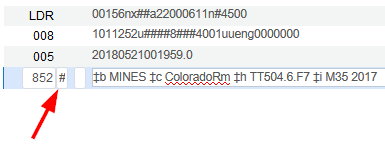 LDR 00156nx##a22000611n#4500
008 1011252u####8###4001uueng0000000
005 20180521001959.0
852 # ‡b MINES ‡c ColoradoRm ‡h TT504.6.F7 ‡i M35 2017